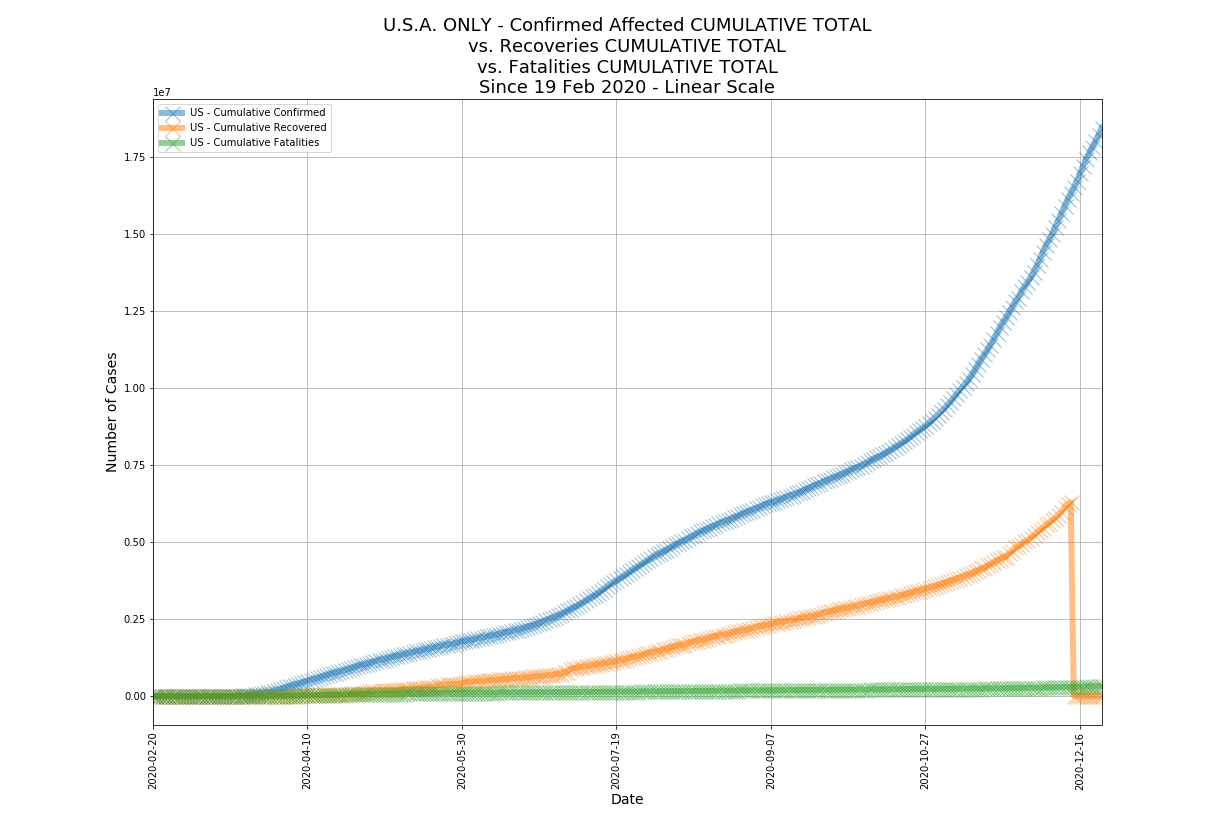 U.S.A. ONLY - Confirmed Affected CUMULATIVE TOTAL
vs. Recoveries CUMULATIVE TOTAL
vs. Fatalities CUMULATIVE TOTAL
Since 19 Feb 2020 - Linear Scale
1e7
US - Cumulative Confirmed
US - Cumulative Recovered
US - Cumulative Fatalities
1.75
1.50
1.25
1.00
0.75
0.50
0.25
0.00
Number of Cases
2020-02-20
2020-04-10
2020-05-30
2020-07-19
2020-09-07
2020-10-27
2020-12-16
Date